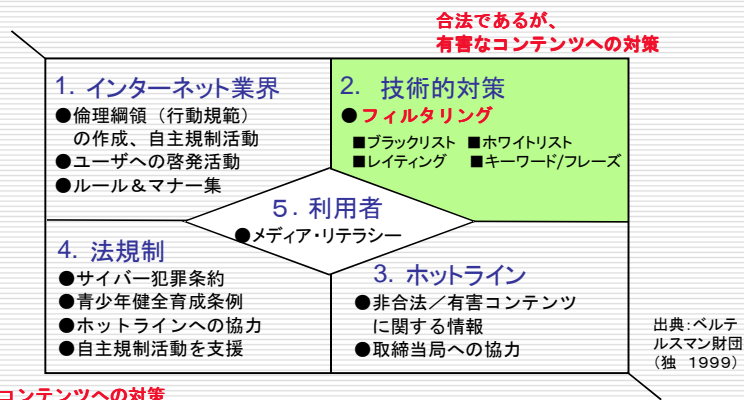 合法であるが、
有害なコンテンツへの対策
1. インターネット業界
●倫理綱領(行動規範)
の作成、自主規制活動
●ユーザへの啓発活動
●ルール&マナー集
2. 技術的対策
●フィルタリング
■ブラックリスト ■ホワイトリスト
■レイティング ■キーワード/フレーズ
5.利用者
●メディア・リテラシー
4. 法規制
●サイバー犯罪条約
●青少年健全育成条例
●ホットラインへの協力
●自主規制活動を支援
3. ホットライン
●非合法/有害コンテンツ
に関する情報
●取締当局への協力
出典:ベルテ
ルスマン財団
(独 1999)
コンテンツへの対策